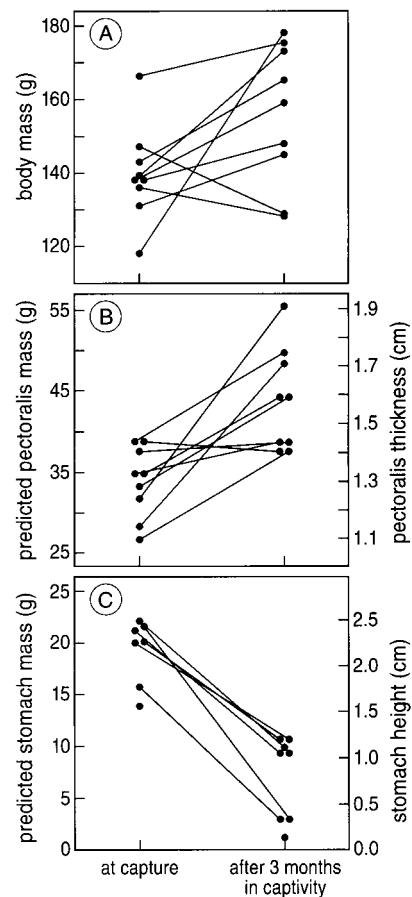 A
180
160
140
120
body mass (g)
B
55
45
35
25
predicted pectoralis mass (g)
1.9
1.7
1.5
1.3
1.1
pectoralis thickness (cm)
C
25
20
15
10
5
0
predicted stomach mass (g)
2.5
2.0
1.5
1.0
0.5
0.0
stomach height (cm)
at capture
after 3 months
in captivity